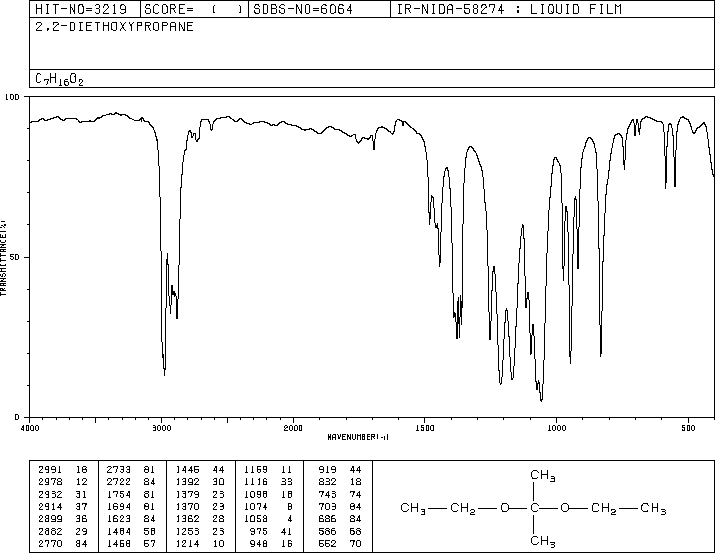 HIT-NO=3219 SCORE= ( ) SDBS-NO=6064 IR-NIDA-58274 : LIQUID FILM
2,2-DIETHOXYPROPANE
C7H16O2
100
50
0
TRANSMITTANCE(%)
4000 3000 2000 1500 1000 500
WAVENUMBER(-1)
2991 16 2733 81 1446 44 1169 11 919 44
2978 12 2722 84 1392 30 1116 33 832 18
2932 31 1754 81 1379 23 1098 18 743 74
2914 37 1694 81 1370 23 1074 8 703 84
2899 36 1623 84 1362 28 1058 4 686 84
2882 29 1484 58 1253 23 975 41 586 68
2770 84 1458 57 1214 10 948 16 552 70
CH3
CH3—CH2—O—C—O—CH2—CH3
CH3